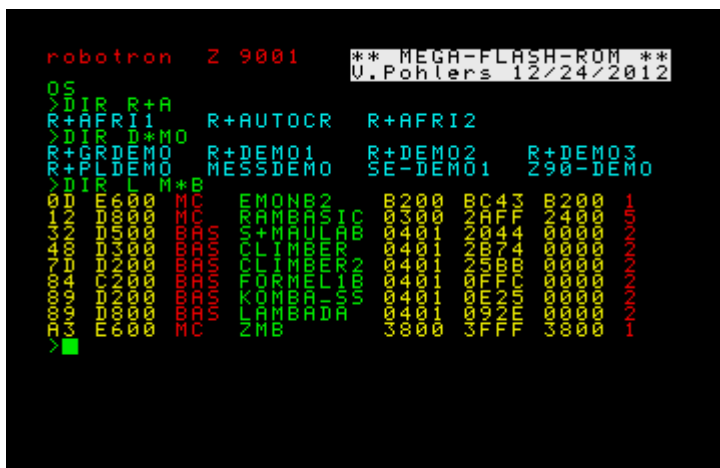 robotron Z 9001 ** MEGA-FLASH-ROM **
V.Pohlers 12/24/2012
OS
>DIR R+A
R+AFRI1 R+AUTOCR R+AFRI2
>DIR D*MO
R+GRDEMO R+DEMO1 R+DEMO2 R+DEMO3
R+PLDEMO MESSDEMO SE-DEMO1 Z90-DEMO
>DIR L M*B
0D E600 MC EMONB2 B200 BC43 B200 1
12 D800 MC RAMBASIC 0300 2AFF 2400 5
32 D500 BAS S+MAULAB 0401 2044 0000 2
48 D300 BAS CLIMBER 0401 2B74 0000 2
7D D200 BAS CLIMBER2 0401 25BB 0000 2
84 C200 BAS FORMEL1B 0401 0FFC 0000 2
89 D200 BAS KOMBA_SS 0401 0E25 0000 2
89 D800 BAS LAMBADA 0401 092E 0000 2
A3 E600 MC ZMB 3800 3FFF 3800 1
>